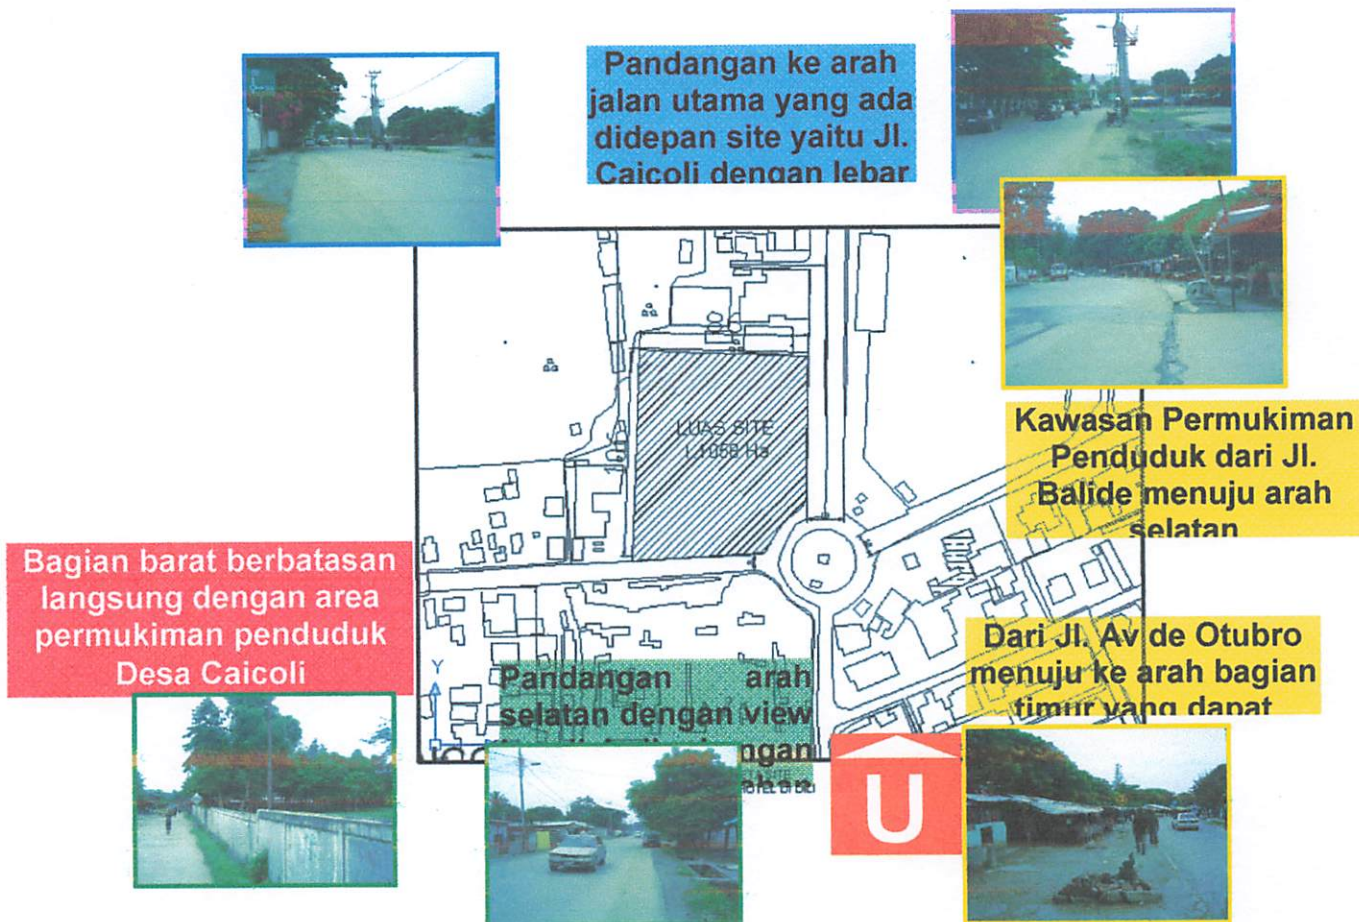 Pandangan ke arah
jalan utama yang ada
didepan site yaitu Jl.
Caicoli dengan lebar
LUAS SITE
Kawasan Permukiman
Penduduk dari Jl.
Balide menuju arah
selatan
Bagian barat berbatasan
langsung dengan area
permukiman penduduk
Desa Caicoli
Dari Jl. Av de Otubro
menuju ke arah bagian
timur yang dapat
Y
Pandangan arah
selatan dengan view
U